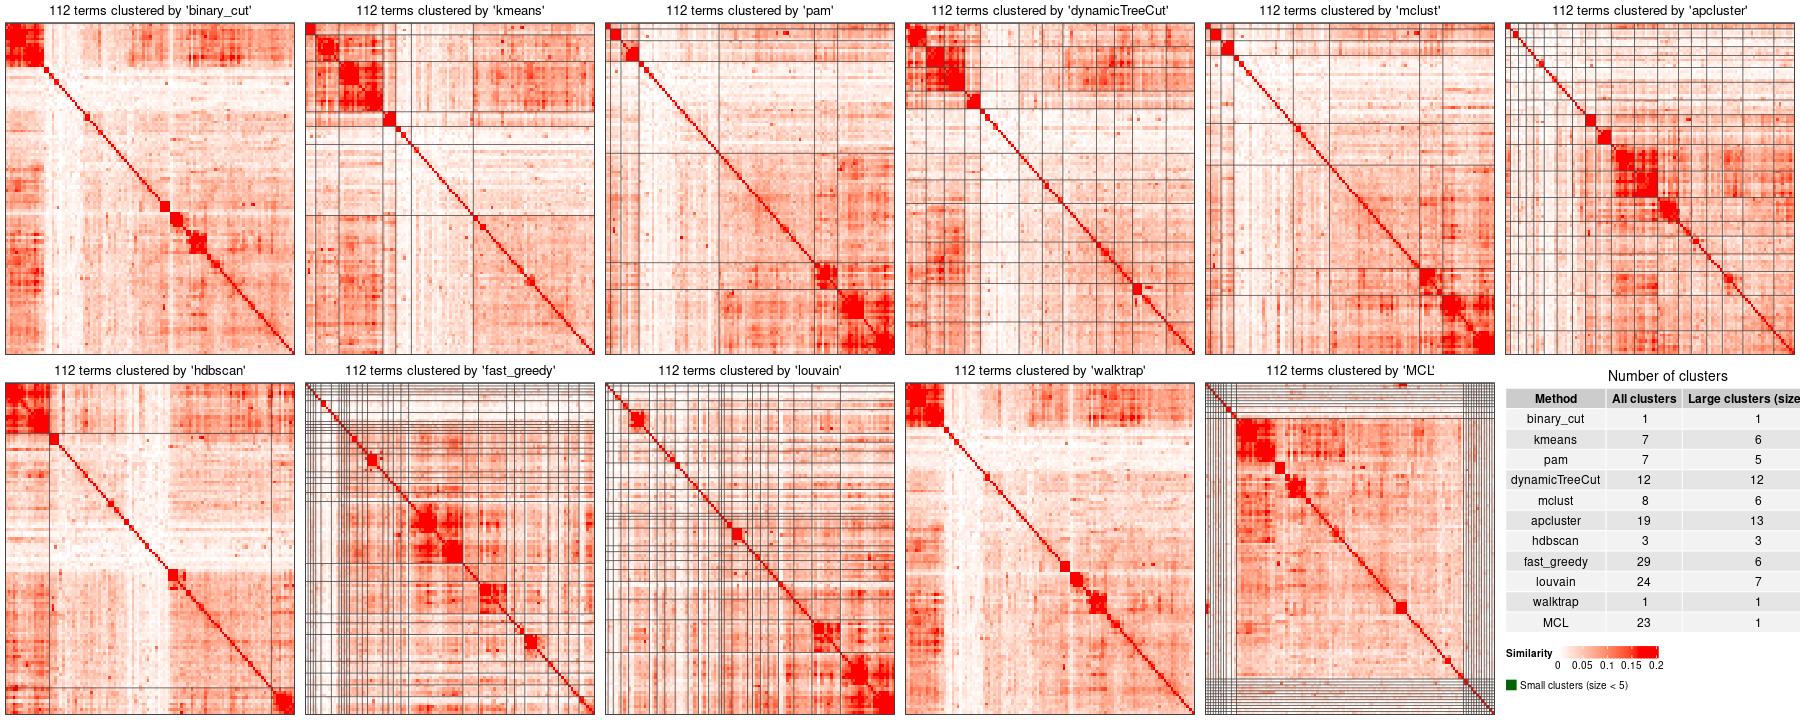 112 terms clustered by 'binary_cut'
112 terms clustered by 'kmeans'
112 terms clustered by 'pam'
112 terms clustered by 'dynamicTreeCut'
112 terms clustered by 'mclust'
112 terms clustered by 'apcluster'
112 terms clustered by 'hdbscan'
112 terms clustered by 'fast_greedy'
112 terms clustered by 'louvain'
112 terms clustered by 'walktrap'
112 terms clustered by 'MCL'
Number of clusters
Method All clusters Large clusters (size
binary_cut 1 1
kmeans 7 6
pam 7 5
dynamicTreeCut 12 12
mclust 8 6
apcluster 19 13
hdbscan 3 3
fast_greedy 29 6
louvain 24 7
walktrap 1 1
MCL 23 1
Similarity
0 0.05 0.1 0.15 0.2
Small clusters (size < 5)